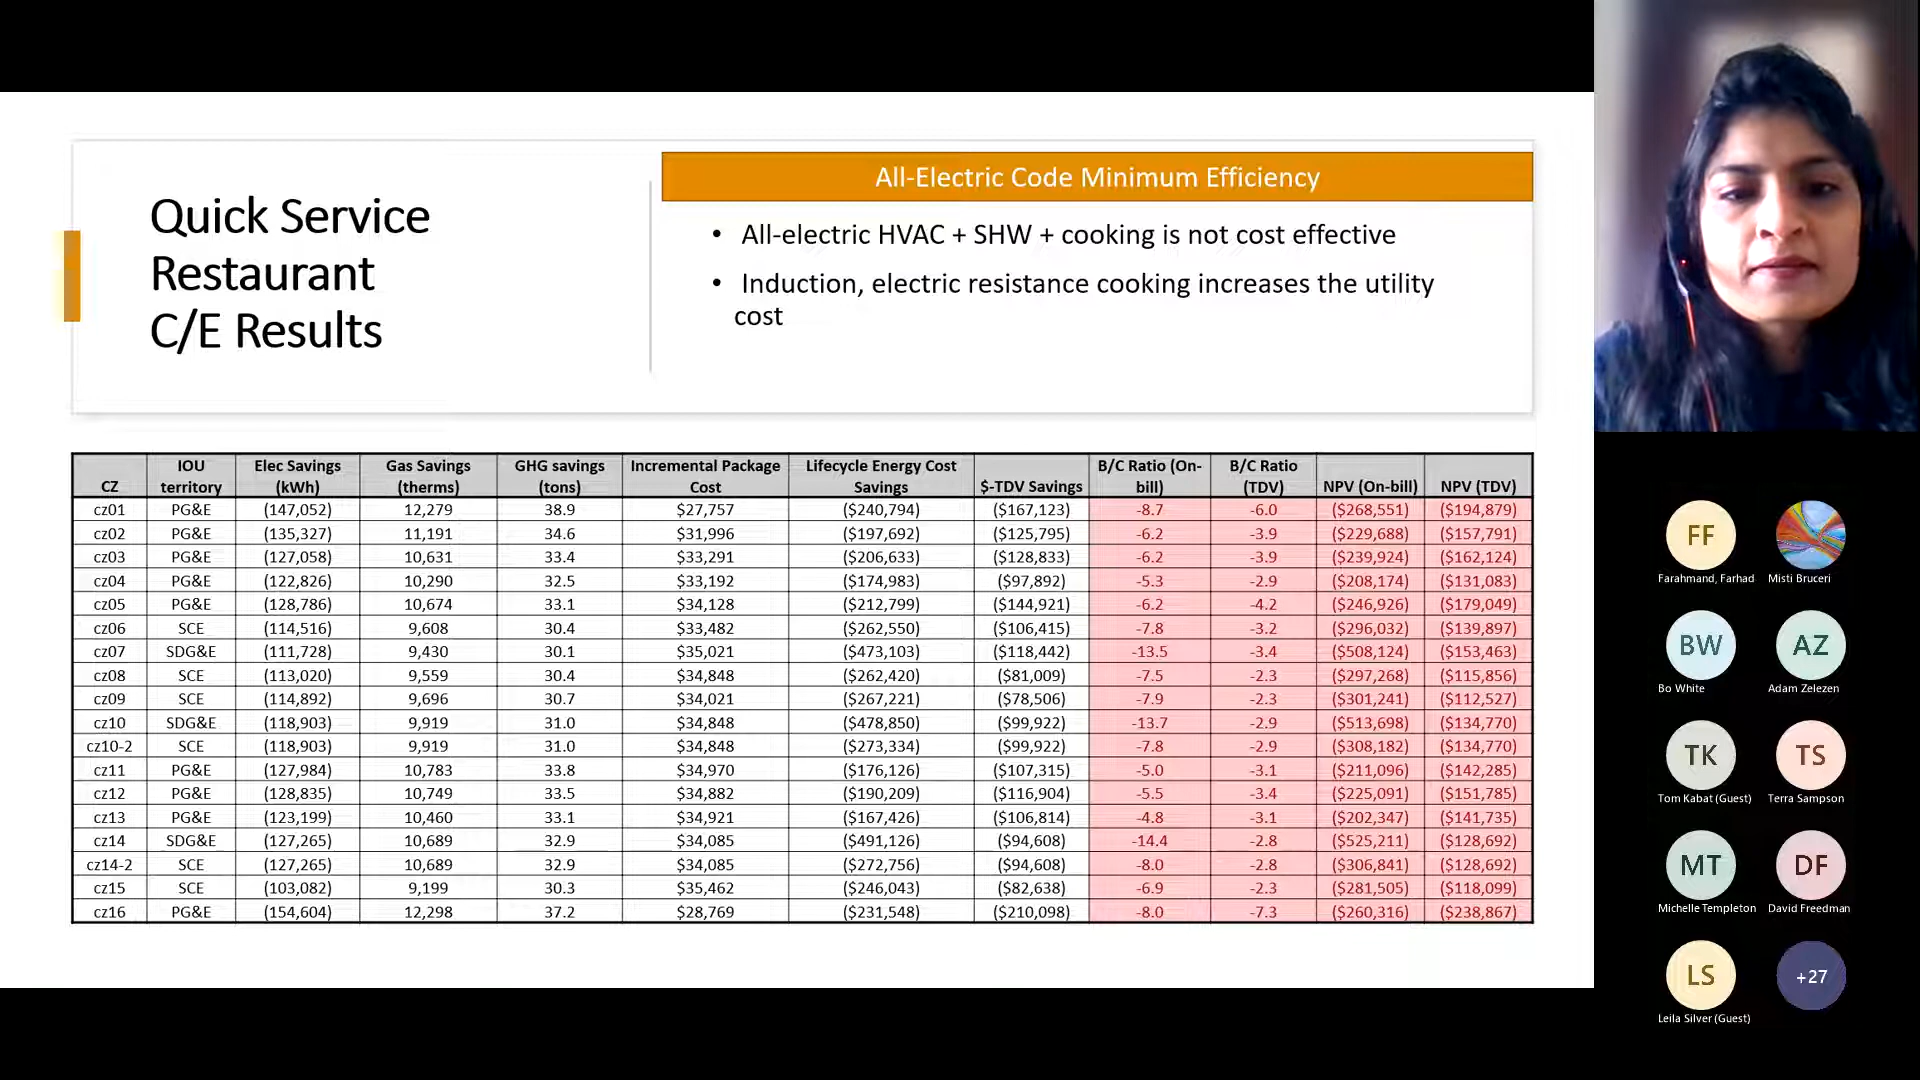 Quick Service
Restaurant
C/E Results
All-Electric Code Minimum Efficiency
• All-electric HVAC + SHW + cooking is not cost effective
• Induction, electric resistance cooking increases the utility
cost
CZ IOU territory Elec Savings (kWh) Gas Savings (therms) GHG savings (tons) Incremental Package Cost Lifecycle Energy Cost Savings $-TDV Savings B/C Ratio (On-bill) B/C Ratio (TDV) NPV (On-bill) NPV (TDV)
cz01 PG&E (147,052) 12,279 38.9 $27,757 ($240,794) ($167,123) -8.7 -6.0 ($268,551) ($194,879)
cz02 PG&E (135,327) 11,191 34.6 $31,996 ($197,692) ($125,795) -6.2 -3.9 ($229,688) ($157,791)
cz03 PG&E (127,058) 10,631 33.4 $33,291 ($206,633) ($128,833) -6.2 -3.9 ($239,924) ($162,124)
cz04 PG&E (122,826) 10,290 32.5 $33,192 ($174,983) ($97,892) -5.3 -2.9 ($208,174) ($131,083)
cz05 PG&E (128,786) 10,674 33.1 $34,128 ($212,799) ($144,921) -6.2 -4.2 ($246,926) ($179,049)
cz06 SCE (114,516) 9,608 30.4 $33,482 ($262,550) ($106,415) -7.8 -3.2 ($296,032) ($139,897)
cz07 SDG&E (111,728) 9,430 30.1 $35,021 ($473,103) ($118,442) -13.5 -3.4 ($508,124) ($153,463)
cz08 SCE (113,020) 9,559 30.4 $34,848 ($262,420) ($81,009) -7.5 -2.3 ($297,268) ($115,856)
cz09 SCE (114,892) 9,696 30.7 $34,021 ($267,221) ($78,506) -7.9 -2.3 ($301,241) ($112,527)
cz10 SDG&E (118,903) 9,919 31.0 $34,848 ($478,850) ($99,922) -13.7 -2.9 ($513,698) ($134,770)
cz10-2 SCE (118,903) 9,919 31.0 $34,848 ($273,334) ($99,922) -7.8 -2.9 ($308,182) ($134,770)
cz11 PG&E (127,984) 10,783 33.8 $34,970 ($176,126) ($107,315) -5.0 -3.1 ($211,096) ($142,285)
cz12 PG&E (128,835) 10,749 33.5 $34,882 ($190,209) ($116,904) -5.5 -3.4 ($225,091) ($151,785)
cz13 PG&E (123,199) 10,460 33.1 $34,921 ($167,426) ($106,814) -4.8 -3.1 ($202,347) ($141,735)
cz14 SDG&E (127,265) 10,689 32.9 $34,085 ($491,126) ($94,608) -14.4 -2.8 ($525,211) ($128,692)
cz14-2 SCE (127,265) 10,689 32.9 $34,085 ($272,756) ($94,608) -8.0 -2.8 ($306,841) ($128,692)
cz15 SCE (103,082) 9,199 30.3 $35,462 ($246,043) ($82,638) -6.9 -2.3 ($281,505) ($118,099)
cz16 PG&E (154,604) 12,298 37.2 $28,769 ($231,548) ($210,098) -8.0 -7.3 ($260,316) ($238,867)
FF
Farahmand, Farhad Misti Bruceri
BW AZ
Bo White Adam Zelezen
TK TS
Tom Kabat (Guest) Terra Sampson
MT DF
Michelle Templeton David Freedman
LS +27
Leila Silver (Guest)